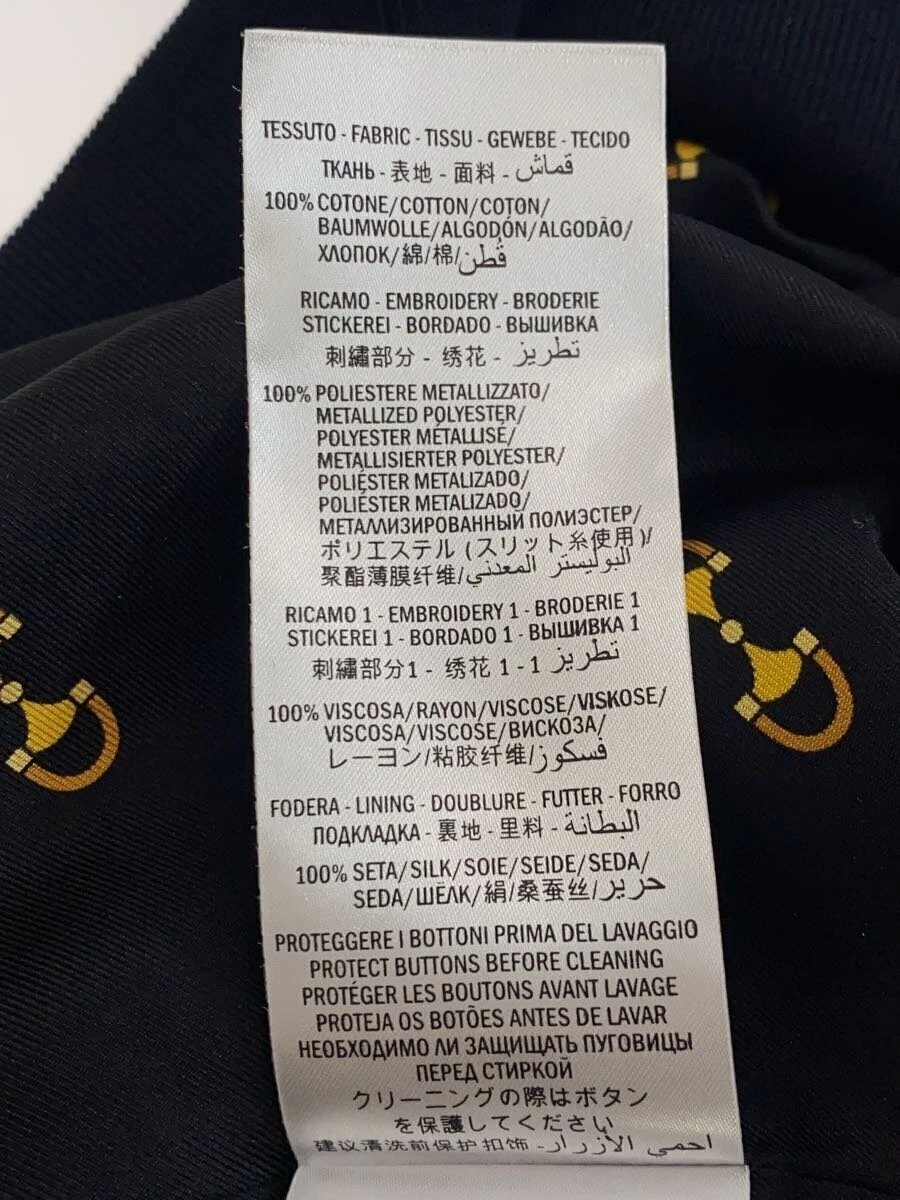 TESSUTO - FABRIC - TISSU - GEWEBE - TECIDO
ТКАНЬ - 表地 - 面料 - قماش
100% COTONE/COTTON/COTON/
BAUMWOLLE/ALGODÓN/ALGODÃO/
ХЛОПОК/綿/棉/قُطن
RICAMO - EMBROIDERY - BRODERIE
STICKEREI - BORDADO - ВЫШИВКА
刺繡部分 - 绣花 - تطريز
100% POLIESTERE METALLIZZATO/
METALLIZED POLYESTER/
POLYESTER MÉTALLISÉ/
METALLISIERTER POLYESTER/
POLIÉSTER METALIZADO/
POLIÉSTER METALIZADO/
МЕТАЛЛИЗИРОВАННЫЙ ПОЛИЭСТЕР/
ポリエステル (スリット糸使用)/
聚酯薄膜纤维/البوليستر المعدني
RICAMO 1 - EMBROIDERY 1 - BRODERIE 1
STICKEREI 1 - BORDADO 1 - ВЫШИВКА 1
刺繡部分1 - 绣花 1 - تطريز 1
100% VISCOSA/RAYON/VISCOSE/VISKOSE/
VISCOSA/VISCOSE/ВИСКОЗА/
レーヨン/粘胶纤维/فسكوز
FODERA - LINING - DOUBLURE - FUTTER - FORRO
ПОДКЛАДКА - 裏地 - 里料 - البطانة
100% SETA/SILK/SOIE/SEIDE/SEDA/
SEDA/ШЁЛК/絹/桑蚕丝/حرير
PROTEGGERE I BOTTONI PRIMA DEL LAVAGGIO
PROTECT BUTTONS BEFORE CLEANING
PROTÉGER LES BOUTONS AVANT LAVAGE
PROTEJA OS BOTÕES ANTES DE LAVAR
НЕОБХОДИМО ЛИ ЗАЩИЩАТЬ ПУГОВИЦЫ
ПЕРЕД СТИРКОЙ
クリーニングの際はボタン
を保護してください
建议清洗前保护扣饰 - احمي الأزرار